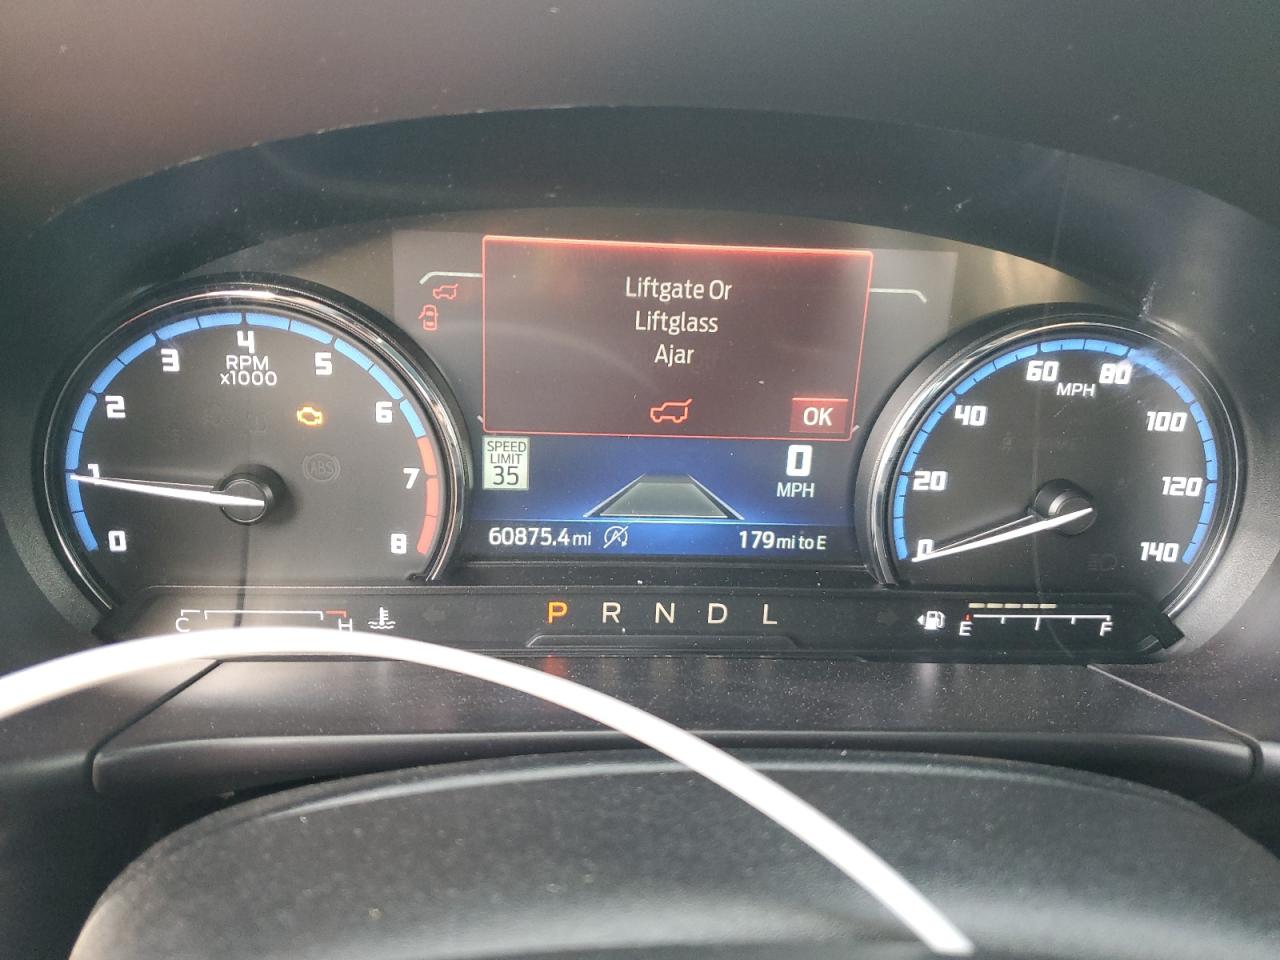 Liftgate Or
Liftglass
Ajar
OK
0 1 2 3 4 5 6 7 8
RPM
x1000
ABS
SPEED
LIMIT
35
0
MPH
60875.4 mi
179 mi to E
0 20 40 60 80 100 120 140
MPH
C H
P R N D L
E F